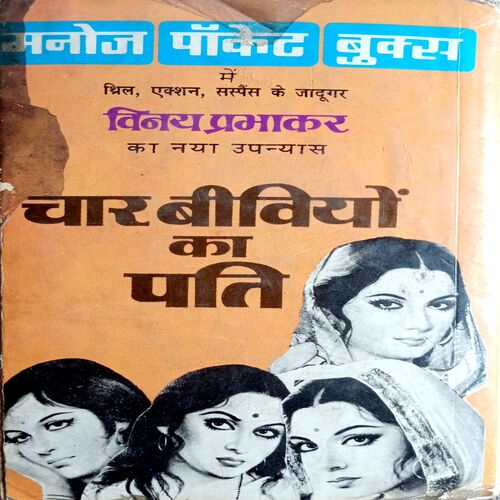 मनोज पॉकेट बुक्स
में
थ्रिल, एक्शन, सस्पैंस के जादूगर
विनय प्रभाकर
का नया उपन्यास
चार बीवियों
का
पति